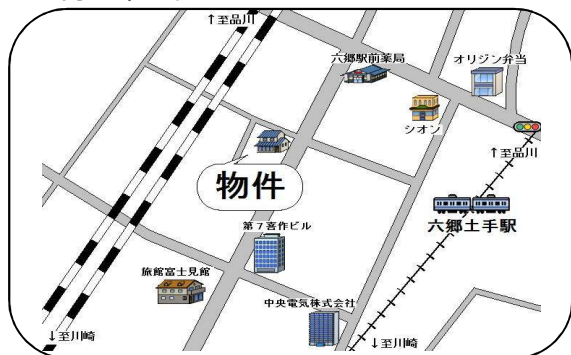 ↑至品川
六郷駅前薬局
オリジン弁当
シオン
↑至品川
物件
六郷土手駅
第7喜作ビル
旅館富士見館
中央電気株式会社
↓至川崎
↓至川崎